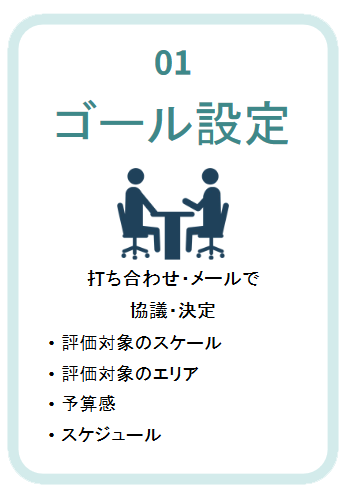 01
ゴール設定
打ち合わせ・メールで
協議・決定
・評価対象のスケール
・評価対象のエリア
・予算感
・スケジュール